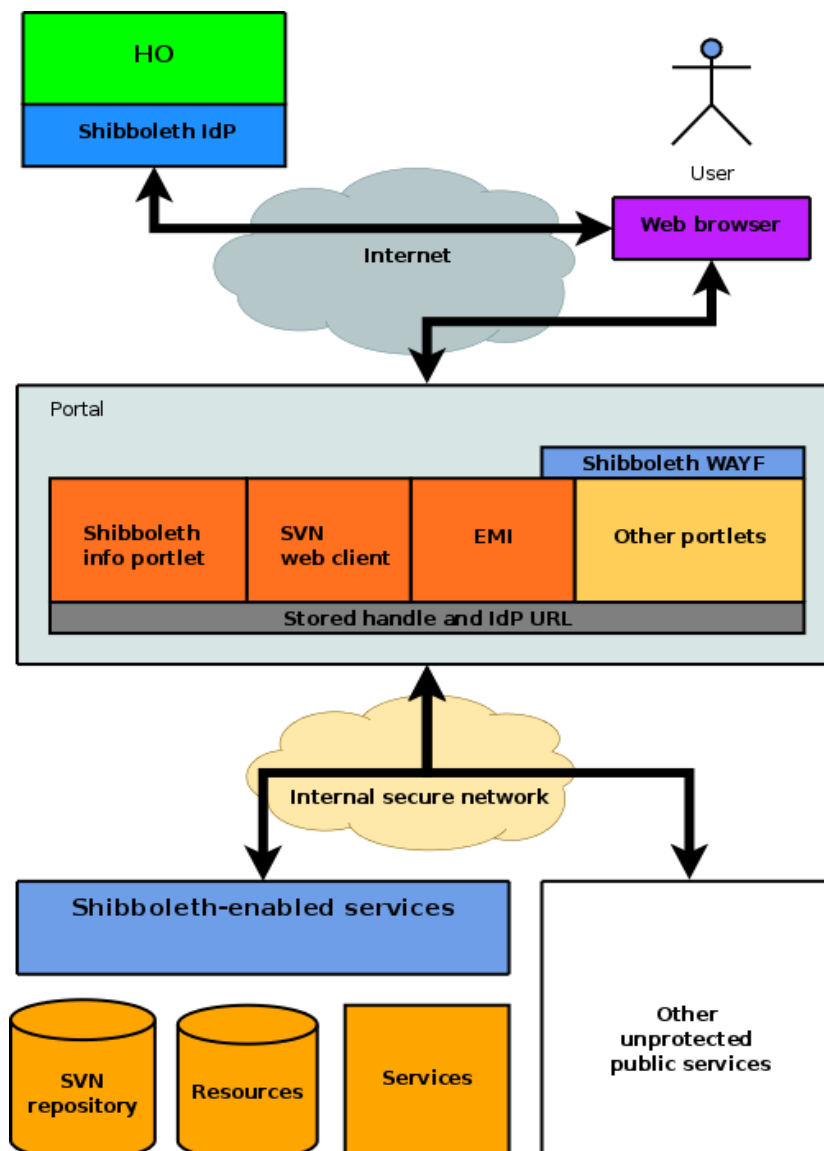 HO
Shibboleth IdP
User
Web browser
Internet
Portal
Shibboleth WAYF
Shibboleth
info portlet
SVN
web client
EMI
Other portlets
Stored handle and IdP URL
Internal secure network
Shibboleth-enabled services
SVN
repository
Resources
Services
Other
unprotected
public services